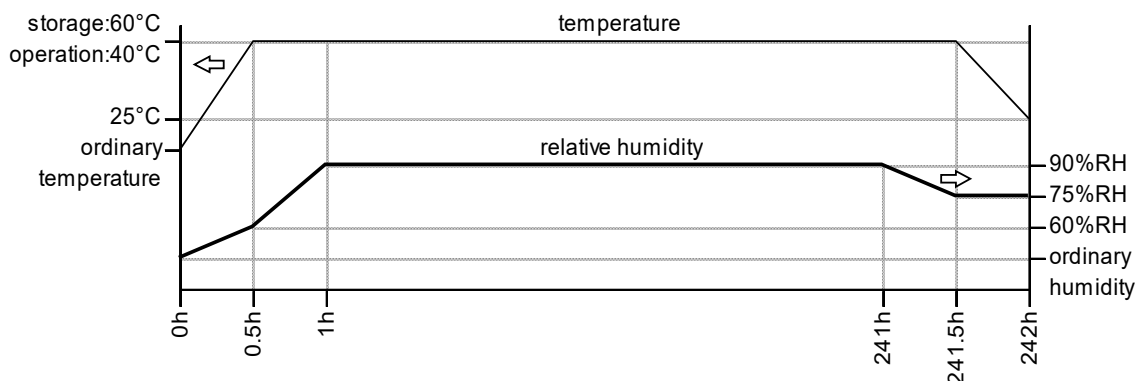 storage:60°C
operation:40°C
temperature
25°C
ordinary
temperature
relative humidity
90%RH
75%RH
60%RH
ordinary
humidity
0h
0.5h
1h
241h
241.5h
242h